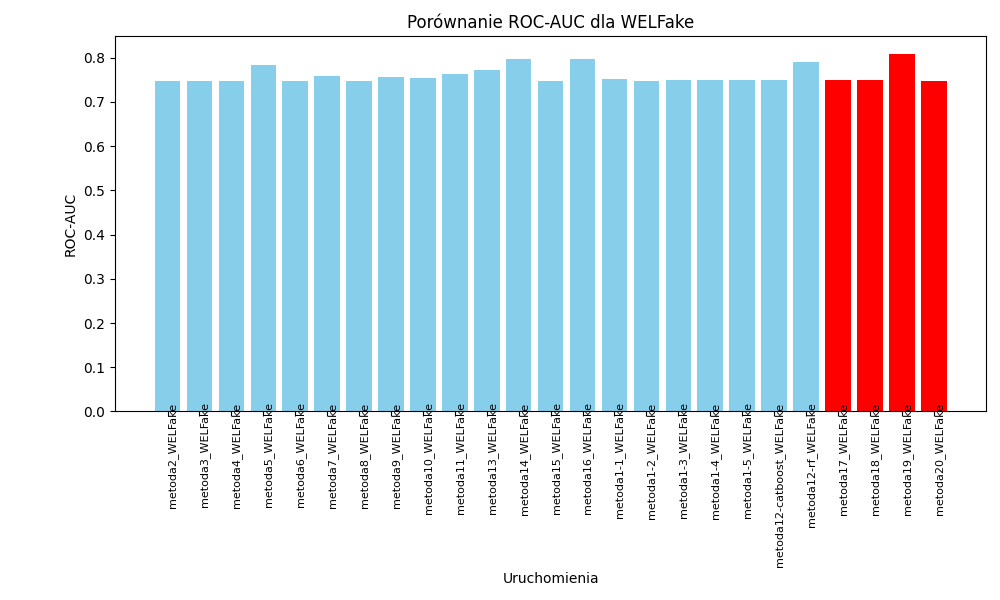 Porównanie ROC-AUC dla WELFake
ROC-AUC
0.8
0.7
0.6
0.5
0.4
0.3
0.2
0.1
0.0
metoda2_WELFake
metoda3_WELFake
metoda4_WELFake
metoda5_WELFake
metoda6_WELFake
metoda7_WELFake
metoda8_WELFake
metoda9_WELFake
metoda10_WELFake
metoda11_WELFake
metoda13_WELFake
metoda14_WELFake
metoda15_WELFake
metoda16_WELFake
metoda1-1_WELFake
metoda1-2_WELFake
metoda1-3_WELFake
metoda1-4_WELFake
metoda1-5_WELFake
metoda12-catboost_WELFake
metoda12-rf_WELFake
metoda17_WELFake
metoda18_WELFake
metoda19_WELFake
metoda20_WELFake
Uruchomienia